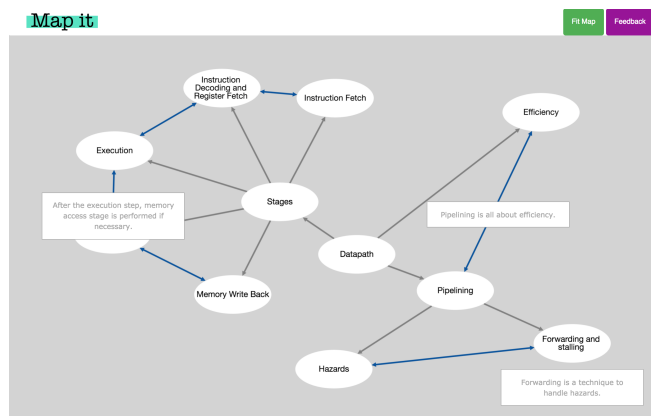 Map it
Fit Map
Feedback
Instruction
Decoding and
Register Fetch
Instruction Fetch
Efficiency
Execution
After the execution step, memory
access stage is performed if
necessary.
Stages
Pipelining is all about efficiency.
Datapath
Memory Write Back
Pipelining
Forwarding and
stalling
Hazards
Forwarding is a technique to
handle hazards.